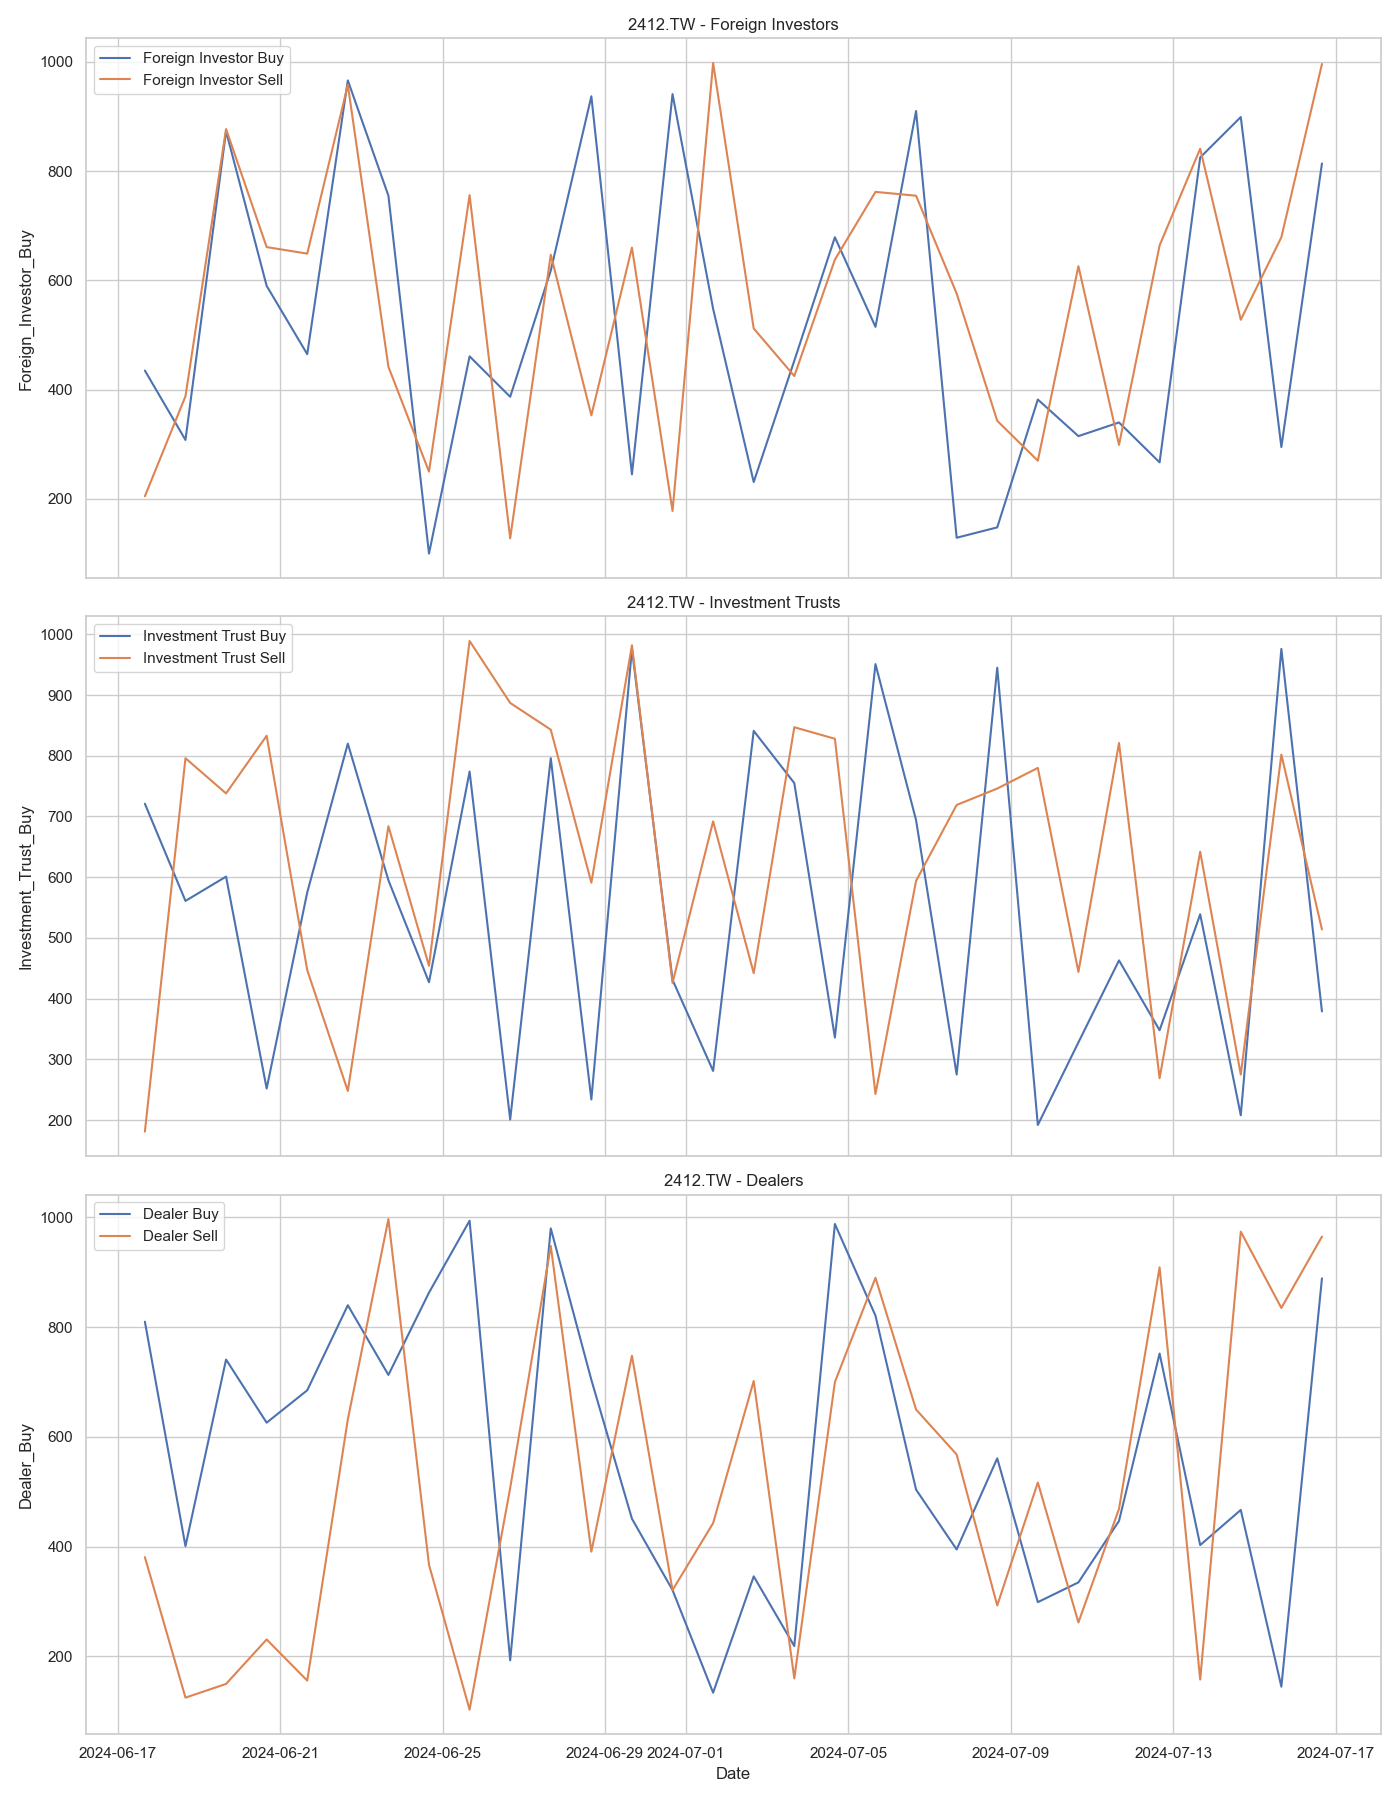 2412.TW - Foreign Investors
Foreign Investor Buy
Foreign Investor Sell
1000
800
600
400
200
Foreign_Investor_Buy
2412.TW - Investment Trusts
Investment Trust Buy
Investment Trust Sell
1000
900
800
700
600
500
400
300
200
Investment_Trust_Buy
2412.TW - Dealers
Dealer Buy
Dealer Sell
1000
800
600
400
200
Dealer_Buy
2024-06-17 2024-06-21 2024-06-25 2024-06-29 2024-07-01 2024-07-05 2024-07-09 2024-07-13 2024-07-17
Date